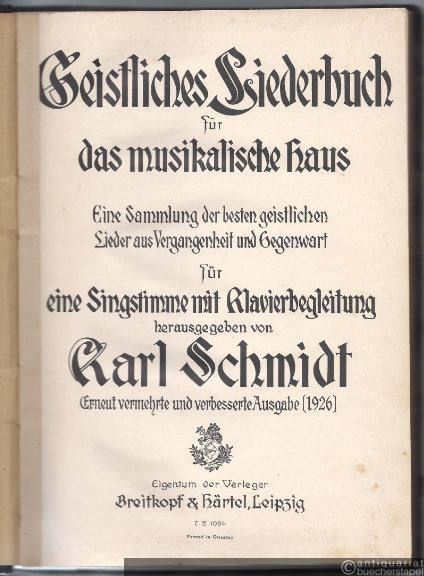 Geistliches Liederbuch
für
das musikalische Haus
Eine Sammlung der besten geistlichen
Lieder aus Vergangenheit und Gegenwart
für
eine Singstimme mit Klavierbegleitung
herausgegeben von
Karl Schmidt
Erneut vermehrte und verbesserte Ausgabe (1926)
Eigentum der Verleger
Breitkopf & Härtel, Leipzig
E. B. 1094
Printed in Germany
antiquariat
buecherstapel